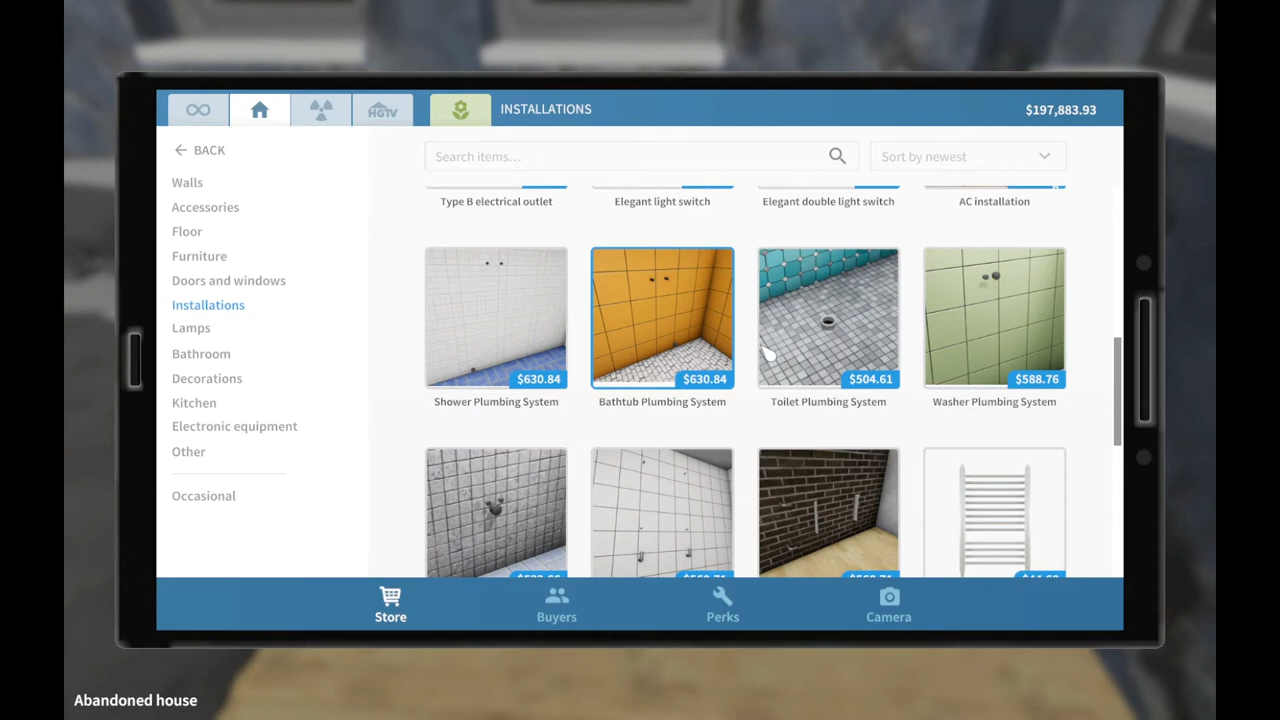 HGTV
INSTALLATIONS
$197,883.93
BACK
Search items...
Sort by newest
Walls
Accessories
Floor
Furniture
Doors and windows
Installations
Lamps
Bathroom
Decorations
Kitchen
Electronic equipment
Other
Occasional
Type B electrical outlet
Elegant light switch
Elegant double light switch
AC installation
$630.84
$630.84
$504.61
$588.76
Shower Plumbing System
Bathtub Plumbing System
Toilet Plumbing System
Washer Plumbing System
Store
Buyers
Perks
Camera
Abandoned house